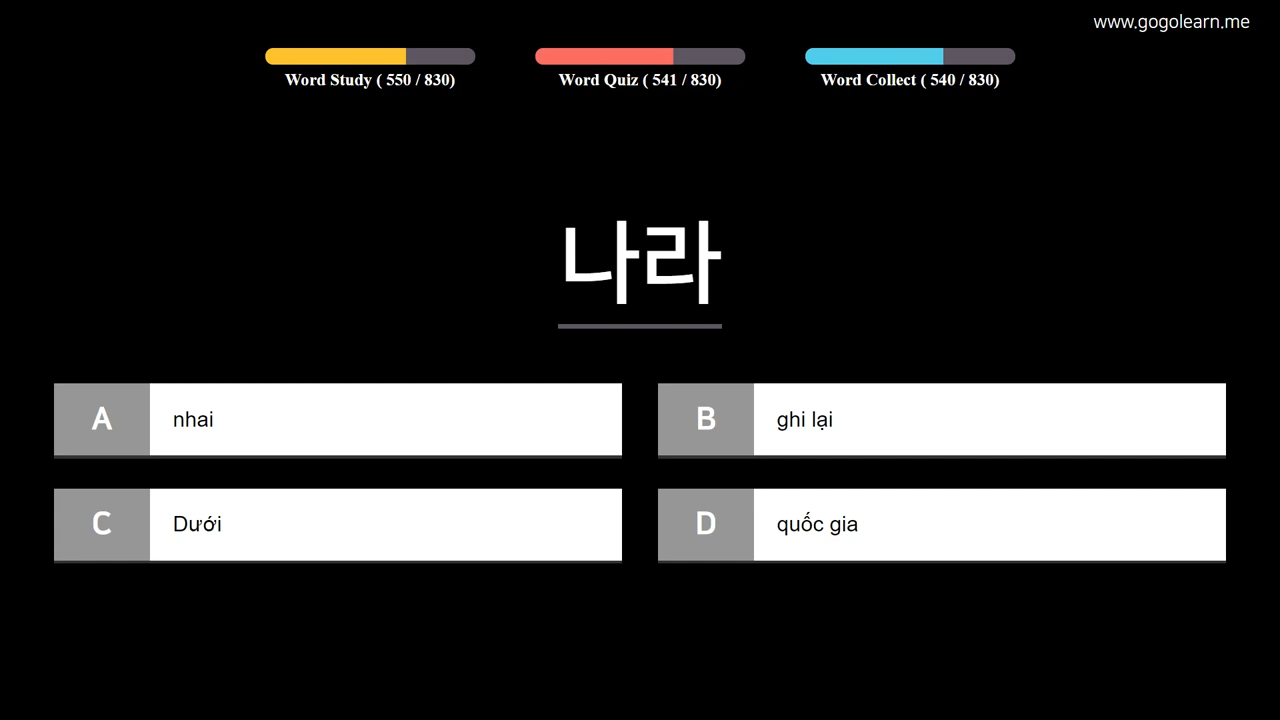 www.gogolearn.me
Word Study ( 550 / 830)
Word Quiz ( 541 / 830)
Word Collect ( 540 / 830)
나라
A nhai
B ghi lại
C Dưới
D quốc gia